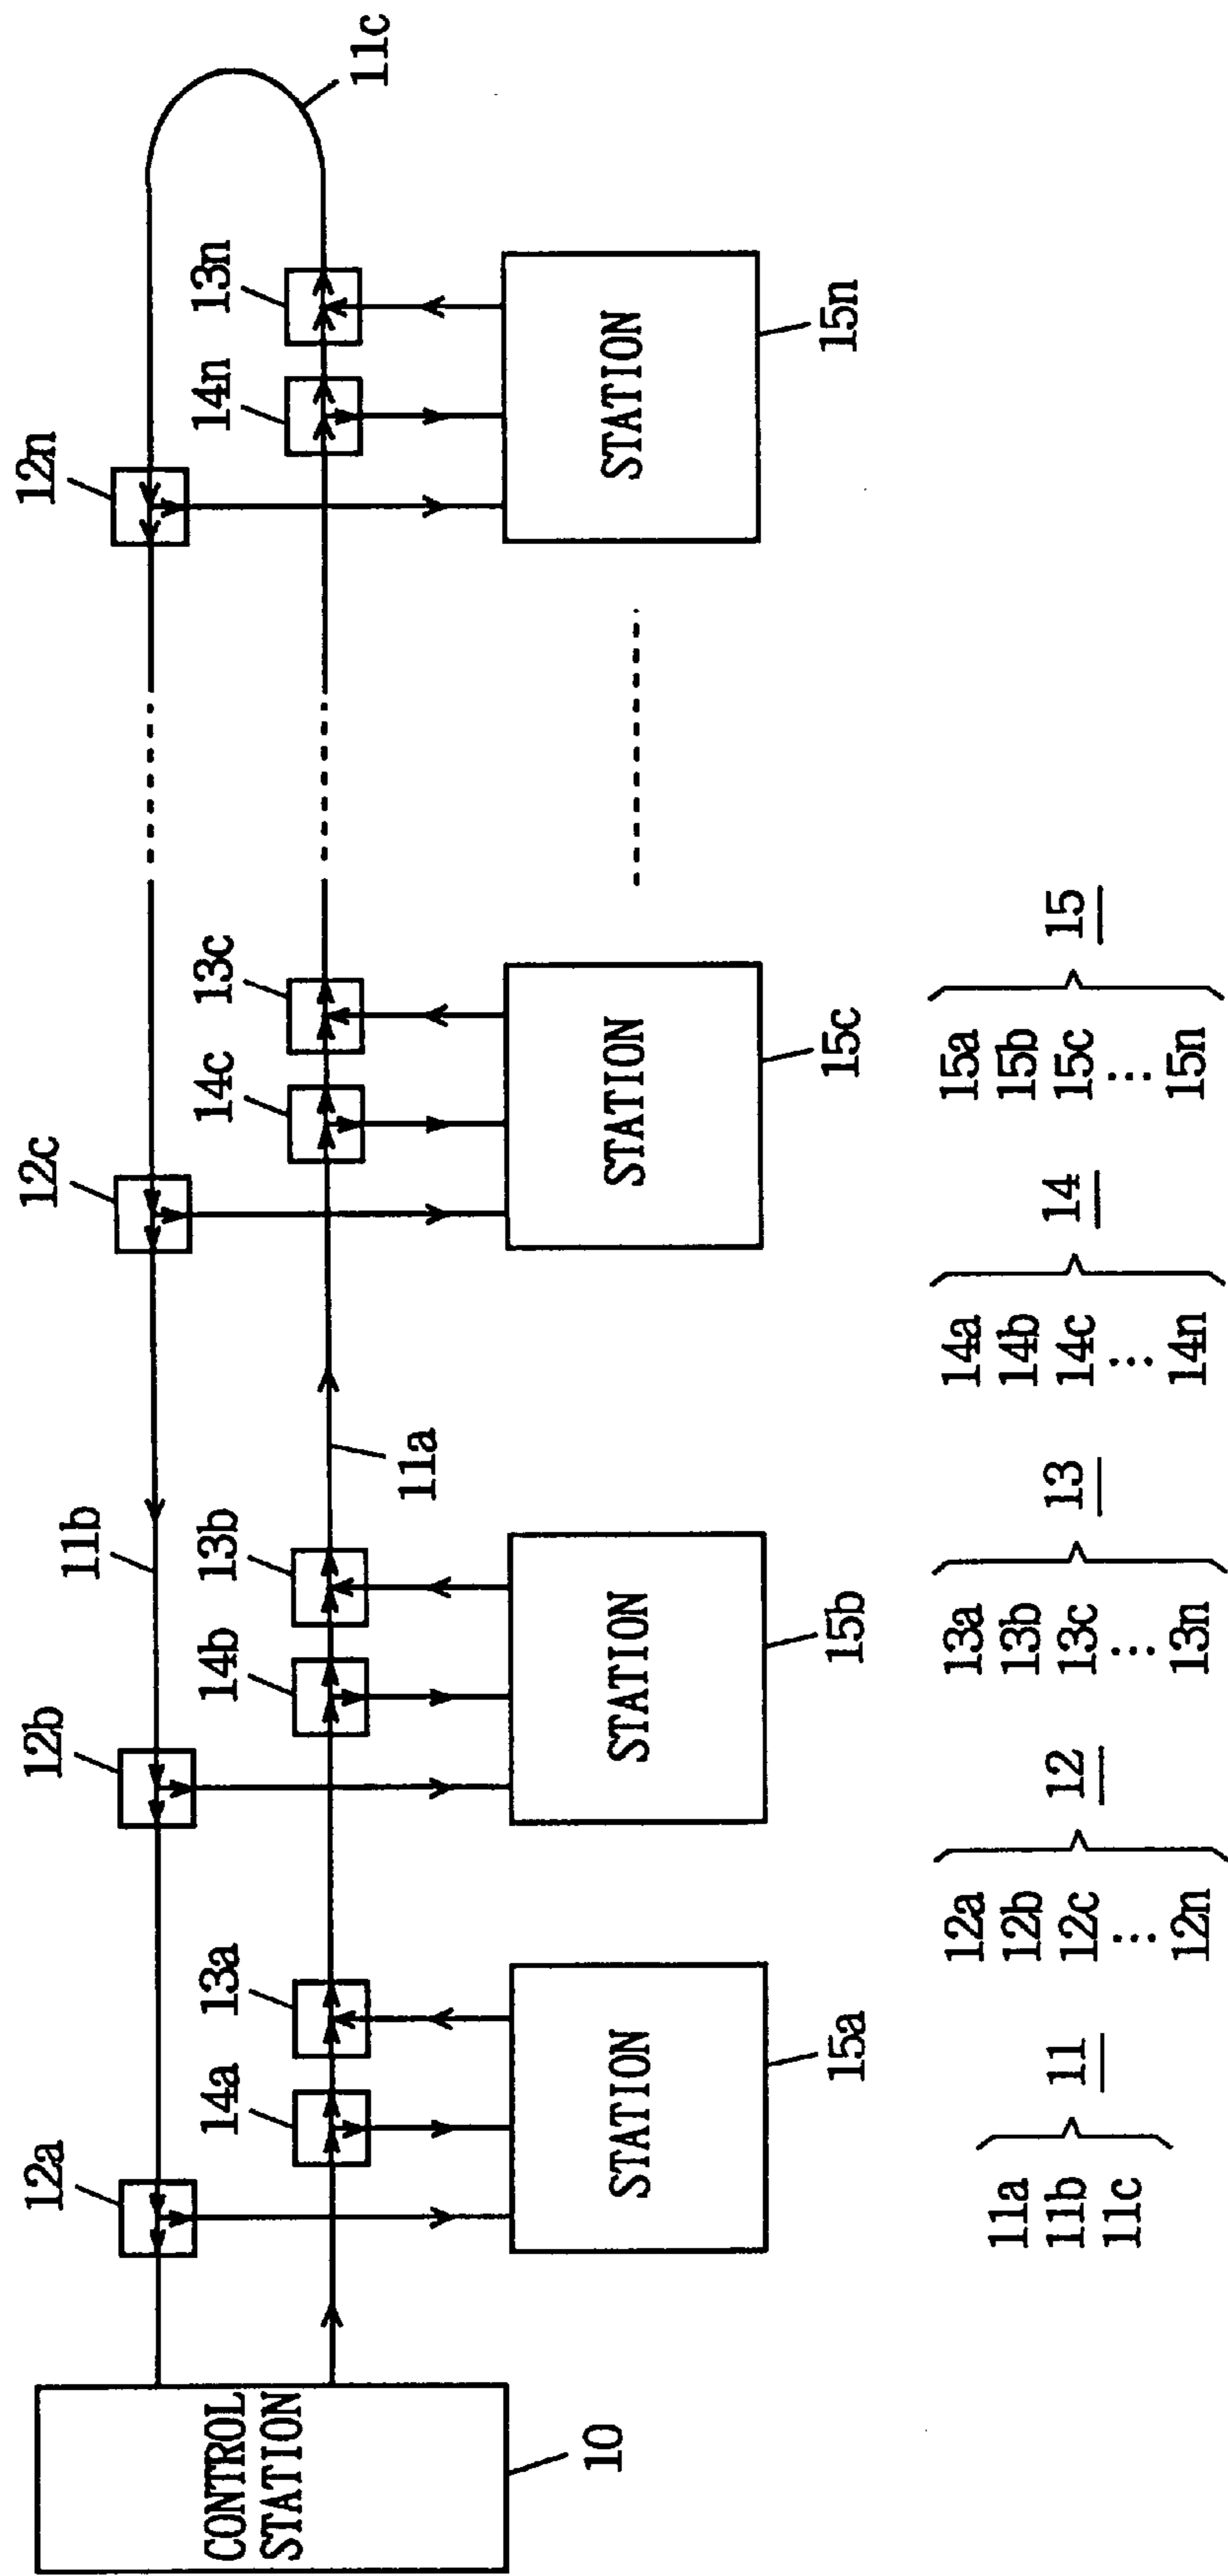 12a
12b
11b
12c
12n
11c
CONTROL
STATION
10
14a
13a
14b
13b
11a
14c
13c
14n
13n
STATION
15a
STATION
15b
STATION
15c
STATION
15n
11a
11b
11c
11
12a
12b
12c
⋮
12n
12
13a
13b
13c
⋮
13n
13
14a
14b
14c
⋮
14n
14
15a
15b
15c
⋮
15n
15